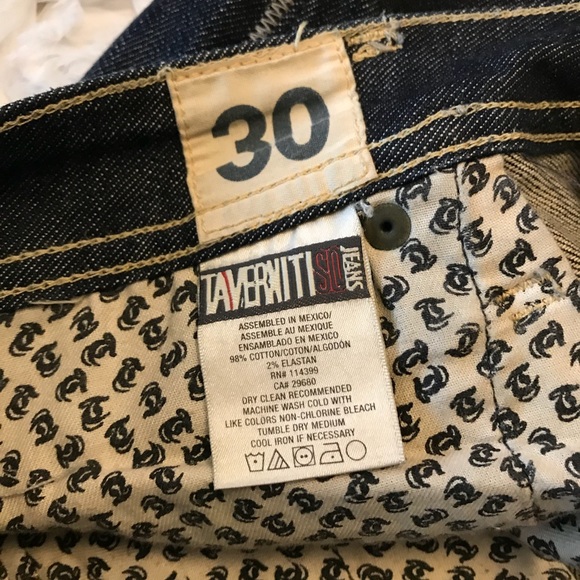 30
TAVERNITI SO JEANS
ASSEMBLED IN MEXICO/
ASSEMBLE AU MEXIQUE
ENSAMBLADO EN MEXICO
98% COTTON/COTON/ALGODÓN
2% ELASTAN
RN# 114399
CA# 29680
DRY CLEAN RECOMMENDED
MACHINE WASH COLD WITH
LIKE COLORS NON-CHLORINE BLEACH
TUMBLE DRY MEDIUM
COOL IRON IF NECESSARY